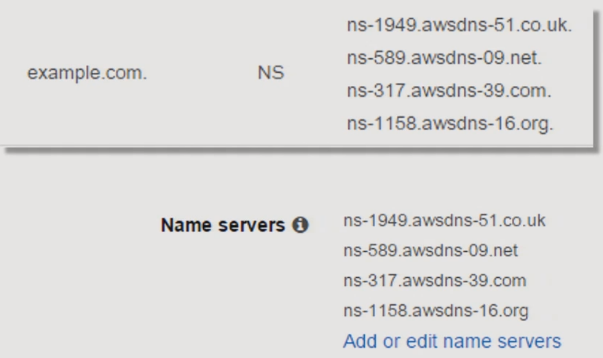 ns-1949.awsdns-51.co.uk.
ns-589.awsdns-09.net.
example.com. NS
ns-317.awsdns-39.com.
ns-1158.awsdns-16.org.
Name servers ns-1949.awsdns-51.co.uk
ns-589.awsdns-09.net
ns-317.awsdns-39.com
ns-1158.awsdns-16.org
Add or edit name servers